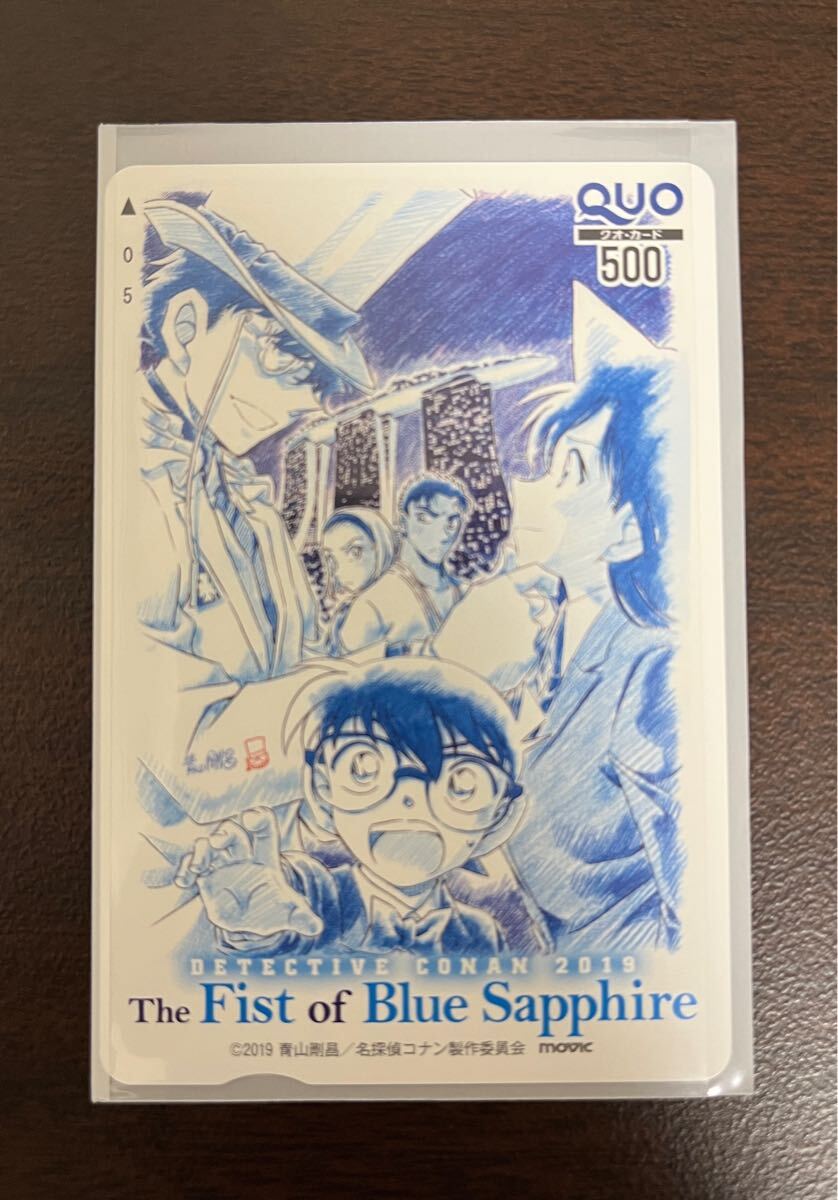 QUO
クオ・カード
500
▲
0
5
DETECTIVE CONAN 2019
The Fist of Blue Sapphire
©2019 青山剛昌/名探偵コナン製作委員会 movic